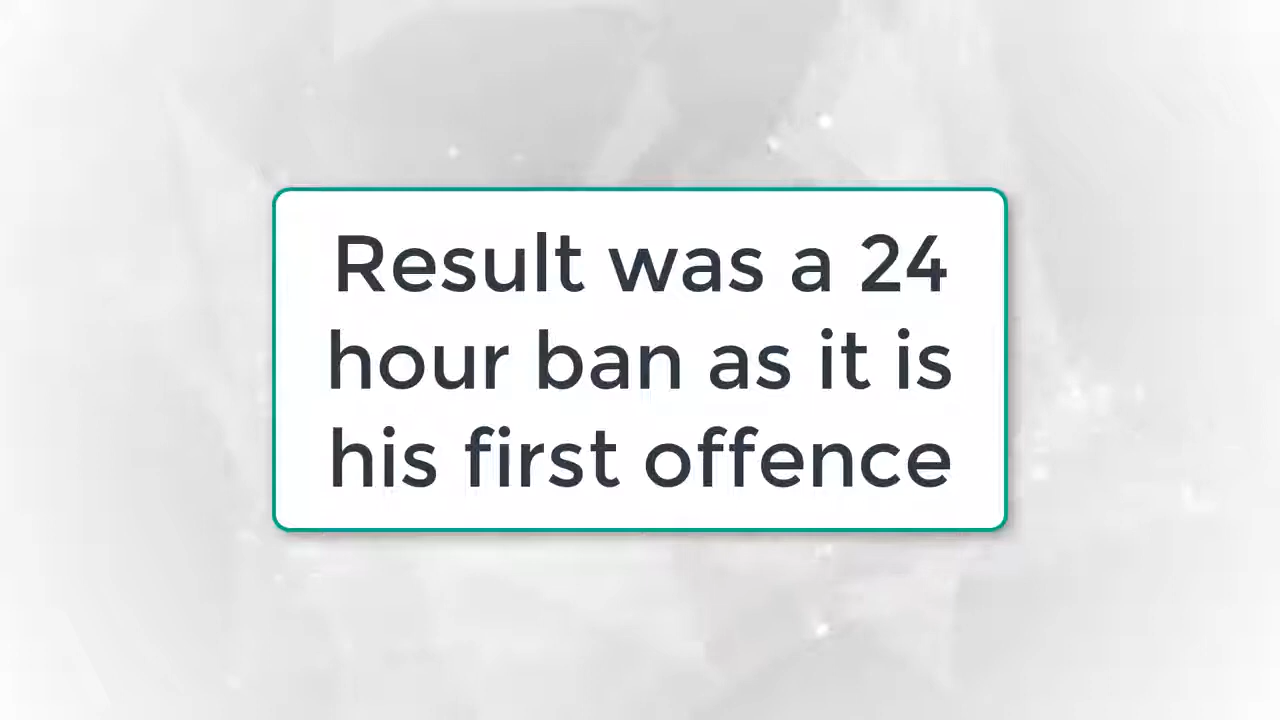 Result was a 24
hour ban as it is
his first offence